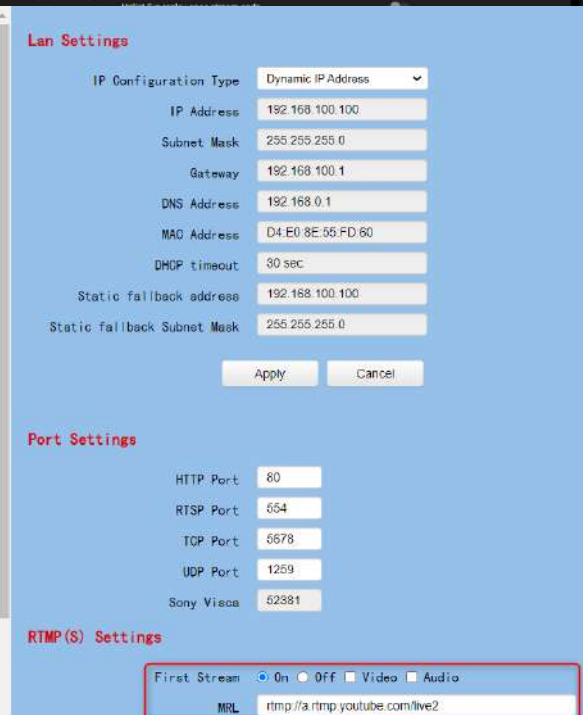 Lan Settings
IP Configuration Type Dynamic IP Address
IP Address 192.168.100.100
Subnet Mask 255.255.255.0
Gateway 192.168.100.1
DNS Address 192.168.0.1
MAC Address D4:E0:8E:55:FD:60
DHCP timeout 30 sec
Static fallback address 192.168.100.100
Static fallback Subnet Mask 255.255.255.0
Apply Cancel
Port Settings
HTTP Port 80
RTSP Port 554
TCP Port 5678
UDP Port 1259
Sony Visca 52381
RTMP(S) Settings
First Stream On Off Video Audio
MRL rtmp://a.rtmp.youtube.com/live2